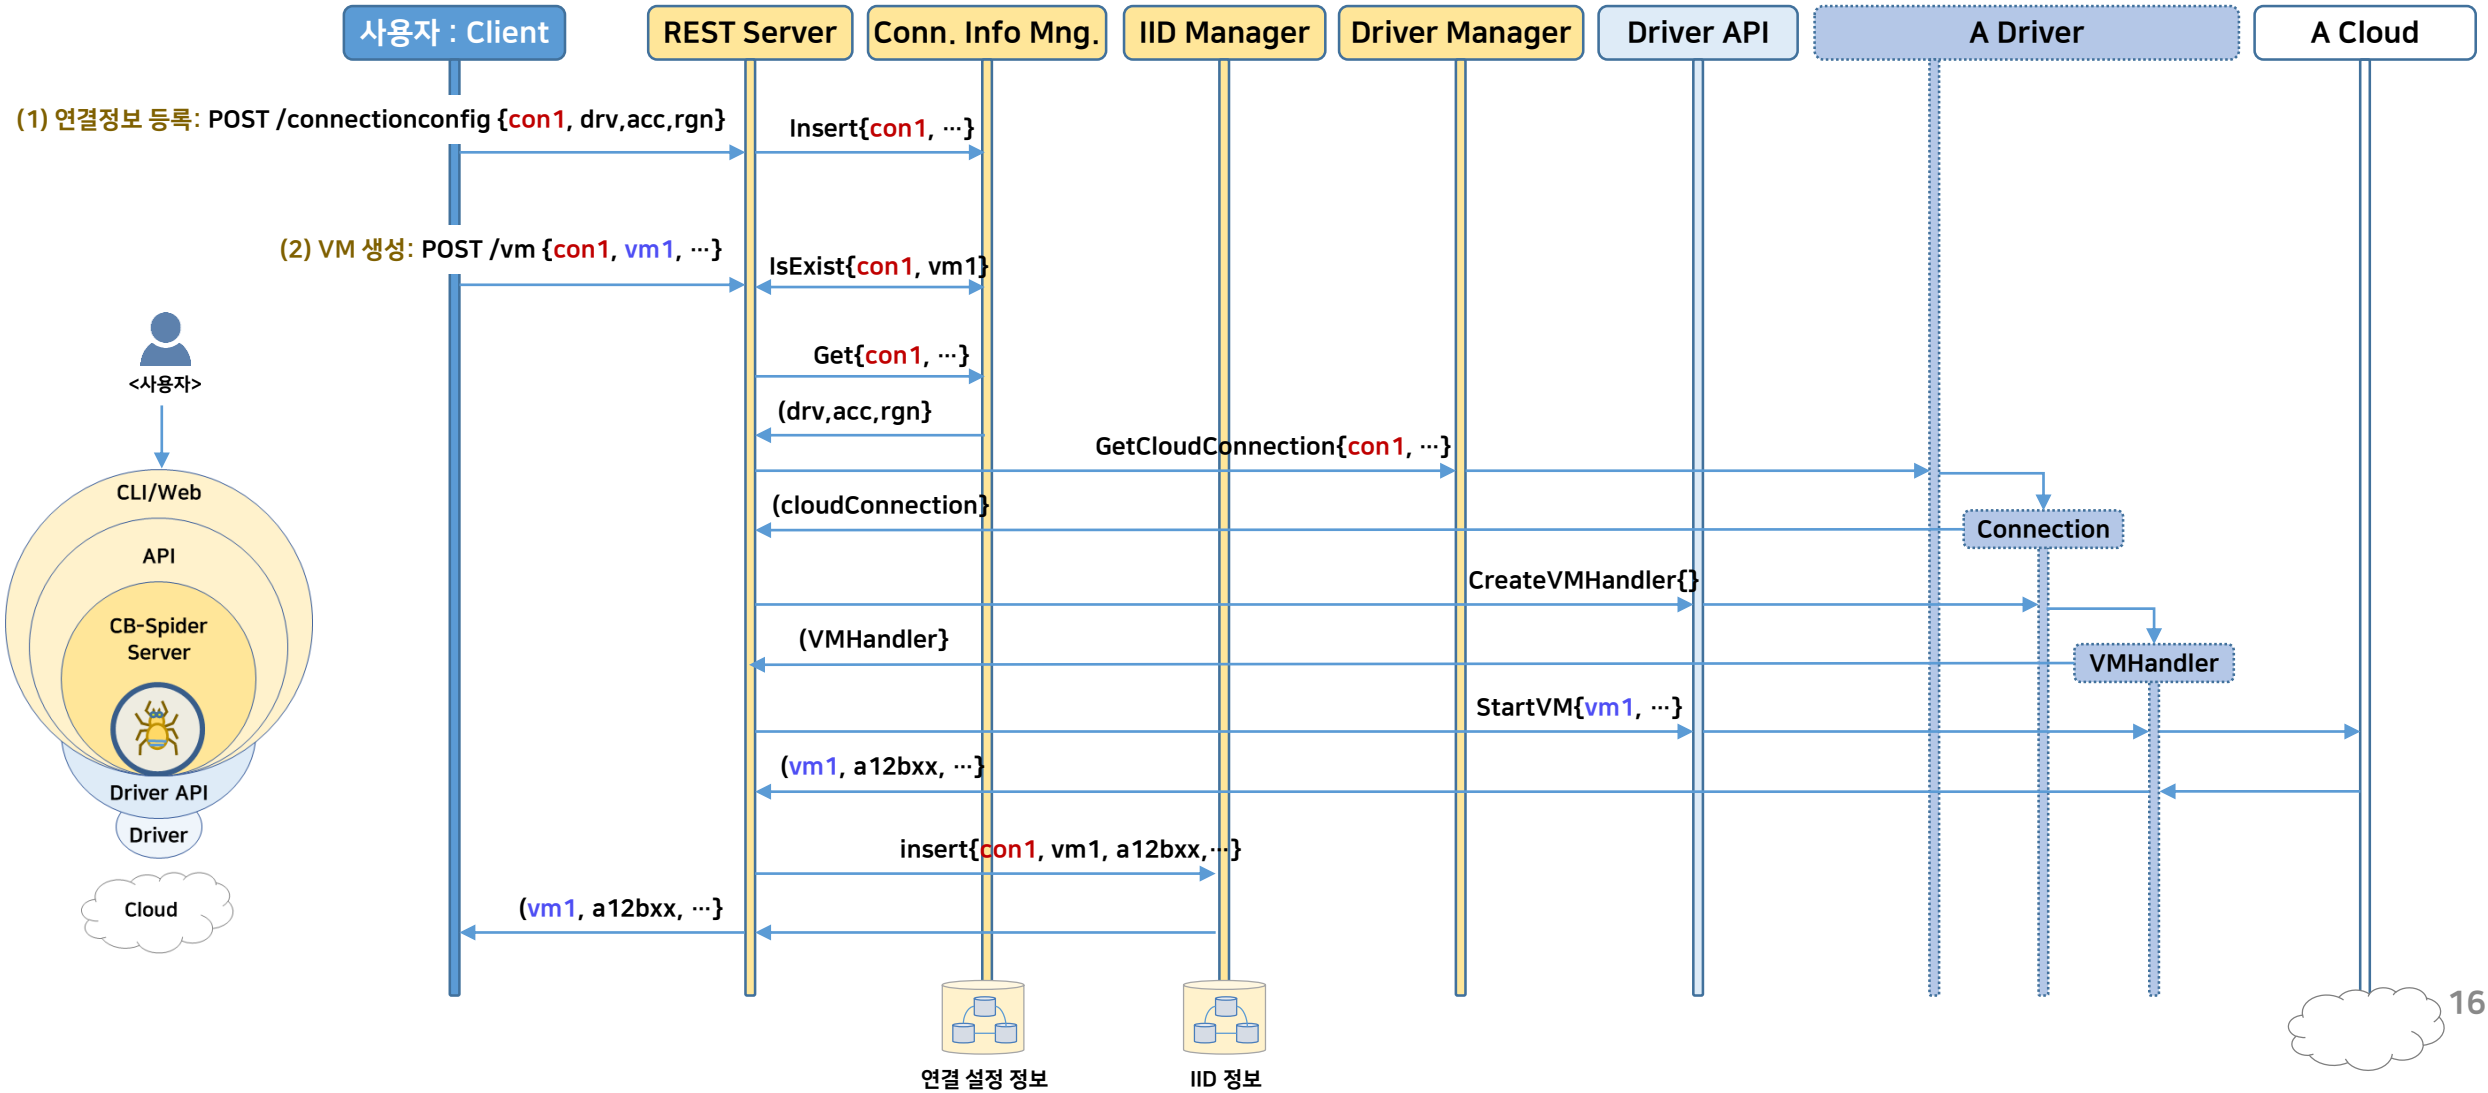 사용자 : Client
REST Server
Conn. Info Mng.
IID Manager
Driver Manager
Driver API
A Driver
A Cloud
(1) 연결정보 등록: POST /connectionconfig {con1, drv,acc,rgn}
Insert{con1, ⋯}
(2) VM 생성: POST /vm {con1, vm1, ⋯}
IsExist{con1, vm1}
Get{con1, ⋯}
(drv,acc,rgn}
GetCloudConnection{con1, ⋯}
(cloudConnection}
Connection
CreateVMHandler{}
(VMHandler}
VMHandler
StartVM{vm1, ⋯}
(vm1, a12bxx, ⋯}
insert{con1, vm1, a12bxx,⋯}
(vm1, a12bxx, ⋯}
연결 설정 정보
IID 정보
<사용자>
CLI/Web
API
CB-Spider
Server
Driver API
Driver
Cloud
16